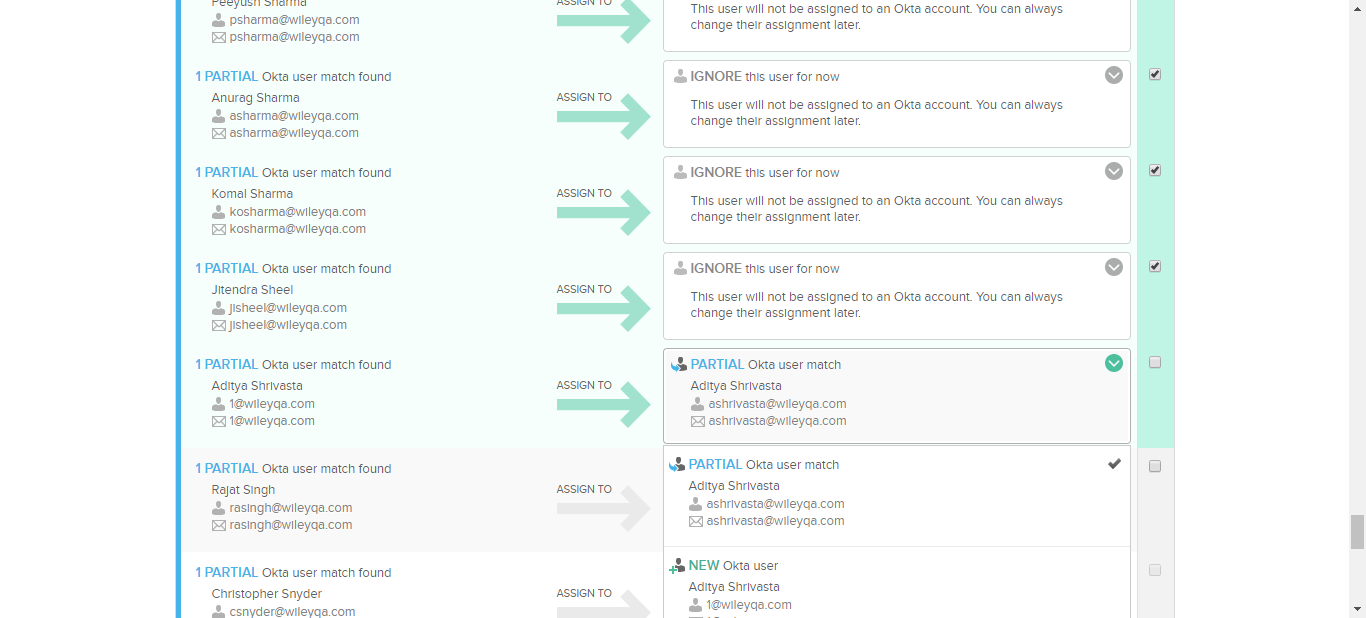 Peeyush Sharma
psharma@wileyqa.com
psharma@wileyqa.com
ASSIGN TO
This user will not be assigned to an Okta account. You can always
change their assignment later.
1 PARTIAL Okta user match found
Anurag Sharma
asharma@wileyqa.com
asharma@wileyqa.com
ASSIGN TO
IGNORE this user for now
This user will not be assigned to an Okta account. You can always
change their assignment later.
1 PARTIAL Okta user match found
Komal Sharma
kosharma@wileyqa.com
kosharma@wileyqa.com
ASSIGN TO
IGNORE this user for now
This user will not be assigned to an Okta account. You can always
change their assignment later.
1 PARTIAL Okta user match found
Jitendra Sheel
jisheel@wileyqa.com
jisheel@wileyqa.com
ASSIGN TO
IGNORE this user for now
This user will not be assigned to an Okta account. You can always
change their assignment later.
1 PARTIAL Okta user match found
Aditya Shrivasta
1@wileyqa.com
1@wileyqa.com
ASSIGN TO
PARTIAL Okta user match
Aditya Shrivasta
ashrivasta@wileyqa.com
ashrivasta@wileyqa.com
1 PARTIAL Okta user match found
Rajat Singh
rasingh@wileyqa.com
rasingh@wileyqa.com
ASSIGN TO
PARTIAL Okta user match
Aditya Shrivasta
ashrivasta@wileyqa.com
ashrivasta@wileyqa.com
1 PARTIAL Okta user match found
Christopher Snyder
csnyder@wileyqa.com
ASSIGN TO
NEW Okta user
Aditya Shrivasta
1@wileyqa.com